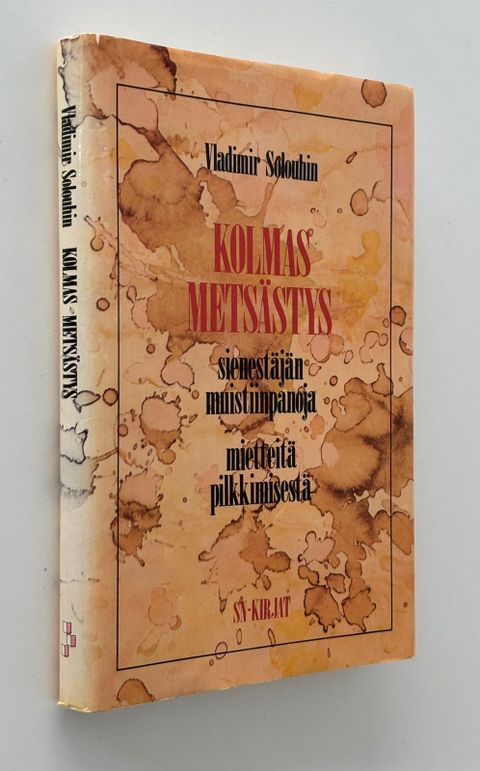 Vladimir Solouhin KOLMAS METSÄSTYS
Vladimir Solouhin
KOLMAS
METSÄSTYS
sienestäjän
muistiinpanoja
mietteitä
pilkkimisestä
SN-KIRJAT